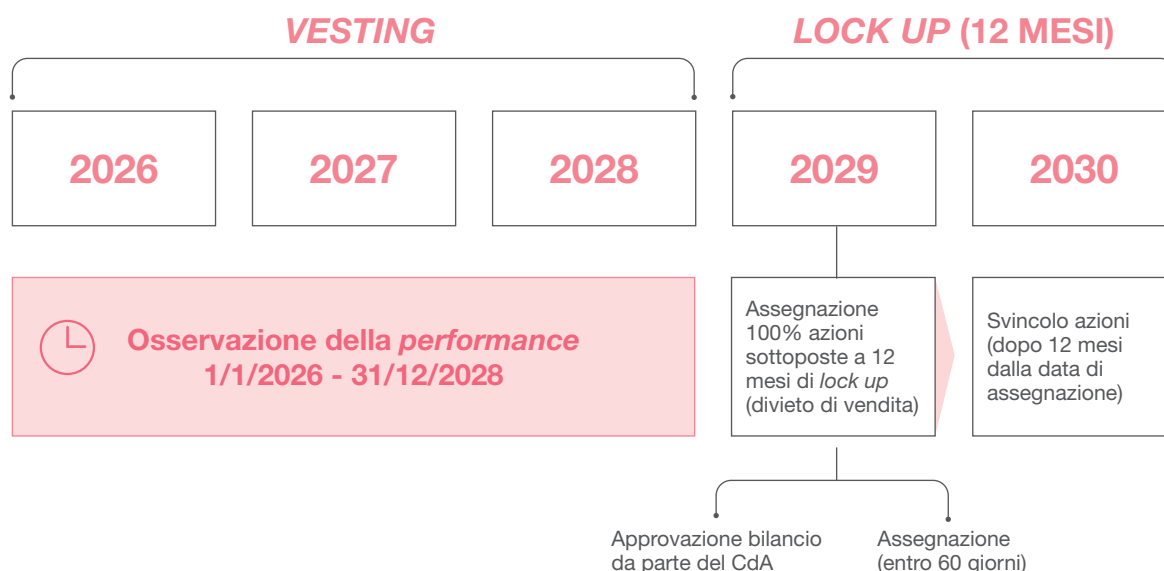 VESTING
LOCK UP (12 MESI)
2026
2027
2028
2029
2030
Osservazione della performance
1/1/2026 - 31/12/2028
Assegnazione
100% azioni
sottoposte a 12
mesi di lock up
(divieto di vendita)
Svincolo azioni
(dopo 12 mesi
dalla data di
assegnazione)
Approvazione bilancio
da parte del CdA
Assegnazione
(entro 60 giorni)